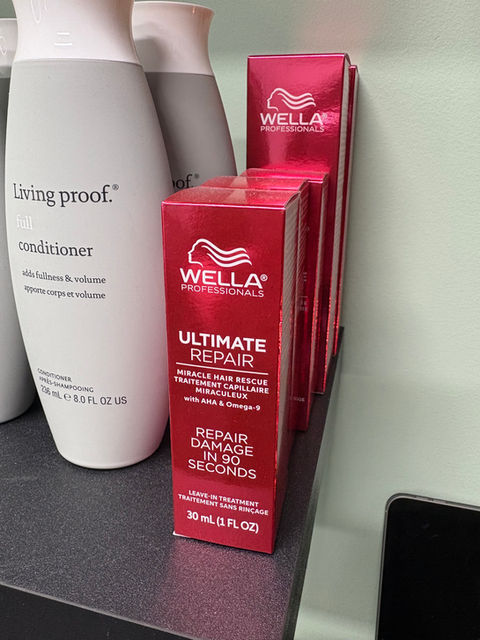 Living proof.®
full
conditioner
adds fullness & volume
apporte corps et volume
CONDITIONER
APRÈS-SHAMPOOING
236 mL e 8.0 FL OZ US
of.®
WELLA
PROFESSIONALS
WELLA®
PROFESSIONALS
ULTIMATE
REPAIR
MIRACLE HAIR RESCUE
TRAITEMENT CAPILLAIRE
MIRACULEUX
with AHA & Omega-9
REPAIR
DAMAGE
IN 90
SECONDS
LEAVE-IN TREATMENT
TRAITEMENT SANS RINÇAGE
30 mL (1 FL OZ)